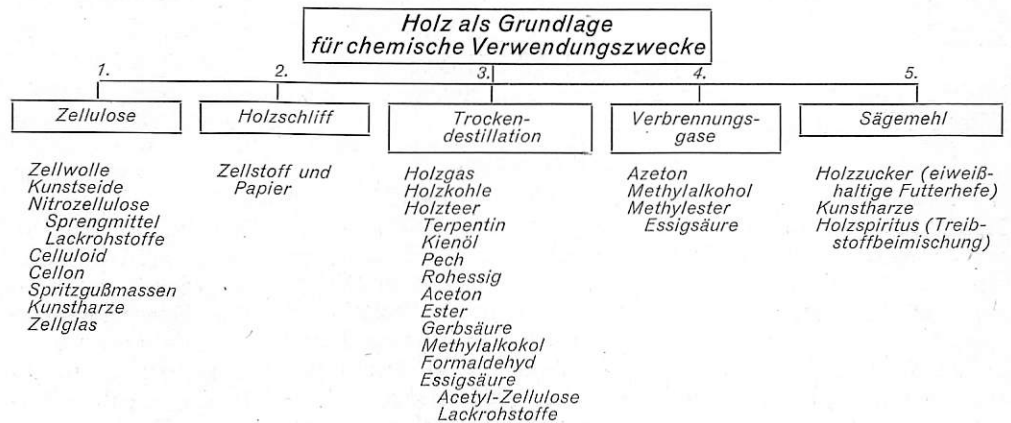 Holz als Grundlage
für chemische Verwendungszwecke
1.
2.
3.
4.
5.
Zellulose
Holzschliff
Trocken-
destillation
Verbrennungs-
gase
Sägemehl
Zellwolle
Kunstseide
Nitrozellulose
Sprengmittel
Lackrohstoffe
Celluloid
Cellon
Spritzgußmassen
Kunstharze
Zellglas
Zellstoff und
Papier
Holzgas
Holzkohle
Holzteer
Terpentin
Kienöl
Pech
Rohessig
Aceton
Ester
Gerbsäure
Methylalkokol
Formaldehyd
Essigsäure
Acetyl-Zellulose
Lackrohstoffe
Azeton
Methylalkohol
Methylester
Essigsäure
Holzzucker (eiweiß-
haltige Futterhefe)
Kunstharze
Holzspiritus (Treib-
stoffbeimischung)